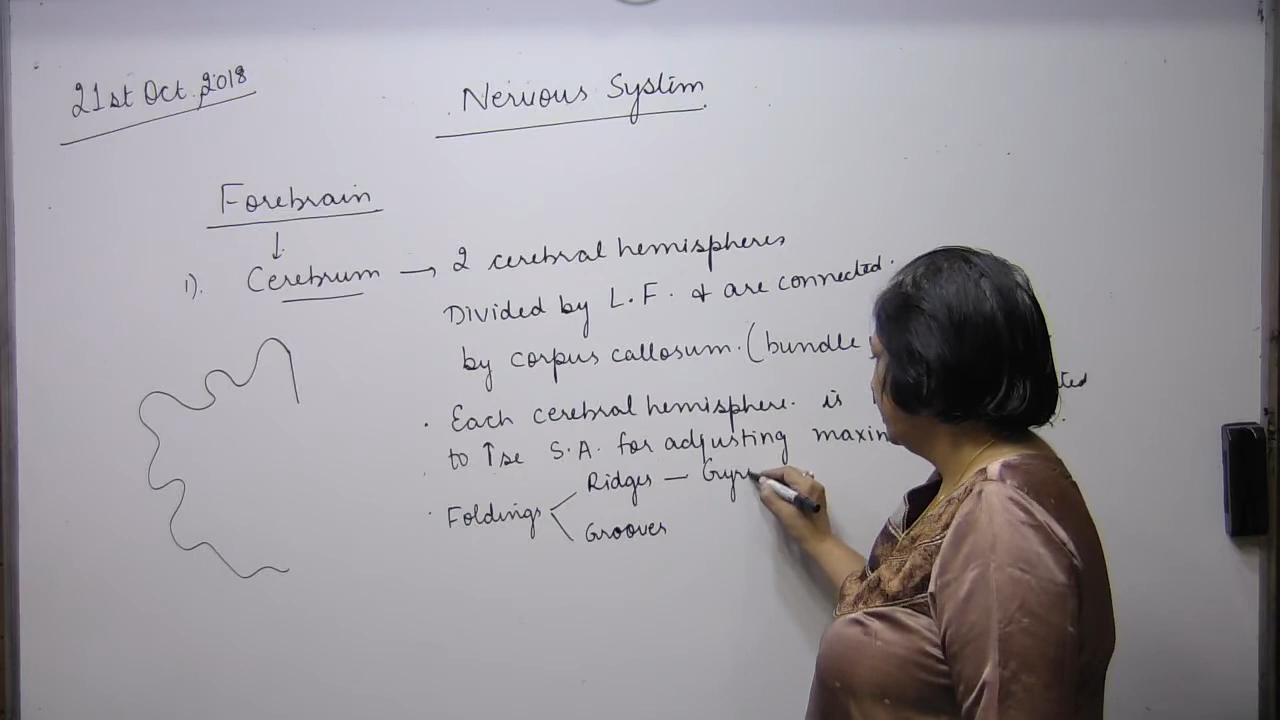 21st Oct 2018
Nervous System
Forebrain
↓
1). Cerebrum → 2 cerebral hemispheres
Divided by L.F. & are connected.
by corpus callosum. (bundle
. Each cerebral hemisphere. is
to ↑se S.A. for adjusting
. Foldings < Ridges — Gyr
Grooves